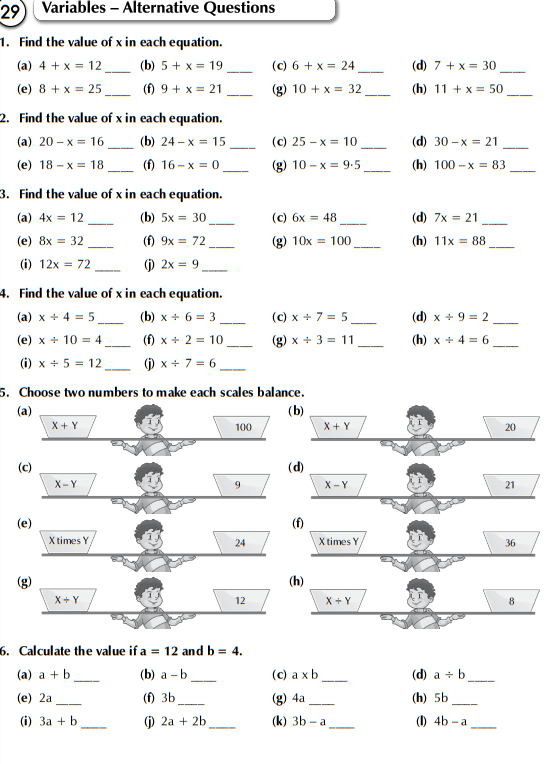 29 Variables – Alternative Questions
1. Find the value of x in each equation.
(a) 4 + x = 12 ____ (b) 5 + x = 19 ____ (c) 6 + x = 24 ____ (d) 7 + x = 30 ____
(e) 8 + x = 25 ____ (f) 9 + x = 21 ____ (g) 10 + x = 32 ____ (h) 11 + x = 50 ____
2. Find the value of x in each equation.
(a) 20 – x = 16 ____ (b) 24 – x = 15 ____ (c) 25 – x = 10 ____ (d) 30 – x = 21 ____
(e) 18 – x = 18 ____ (f) 16 – x = 0 ____ (g) 10 – x = 9·5 ____ (h) 100 – x = 83 ____
3. Find the value of x in each equation.
(a) 4x = 12 ____ (b) 5x = 30 ____ (c) 6x = 48 ____ (d) 7x = 21 ____
(e) 8x = 32 ____ (f) 9x = 72 ____ (g) 10x = 100 ____ (h) 11x = 88 ____
(i) 12x = 72 ____ (j) 2x = 9 ____
4. Find the value of x in each equation.
(a) x ÷ 4 = 5 ____ (b) x ÷ 6 = 3 ____ (c) x ÷ 7 = 5 ____ (d) x ÷ 9 = 2 ____
(e) x ÷ 10 = 4 ____ (f) x ÷ 2 = 10 ____ (g) x ÷ 3 = 11 ____ (h) x ÷ 4 = 6 ____
(i) x ÷ 5 = 12 ____ (j) x ÷ 7 = 6 ____
5. Choose two numbers to make each scales balance.
(a) X + Y 100 (b) X + Y 20
(c) X – Y 9 (d) X – Y 21
(e) X times Y 24 (f) X times Y 36
(g) X ÷ Y 12 (h) X ÷ Y 8
6. Calculate the value if a = 12 and b = 4.
(a) a + b ____ (b) a – b ____ (c) a x b ____ (d) a ÷ b ____
(e) 2a ____ (f) 3b ____ (g) 4a ____ (h) 5b ____
(i) 3a + b ____ (j) 2a + 2b ____ (k) 3b – a ____ (l) 4b – a ____